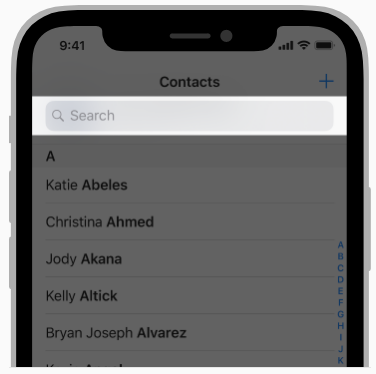 9:41
Contacts
Search
A
Katie Abeles
Christina Ahmed
Jody Akana
Kelly Altick
Bryan Joseph Alvarez
A
B
C
D
E
F
G
H
I
J
K